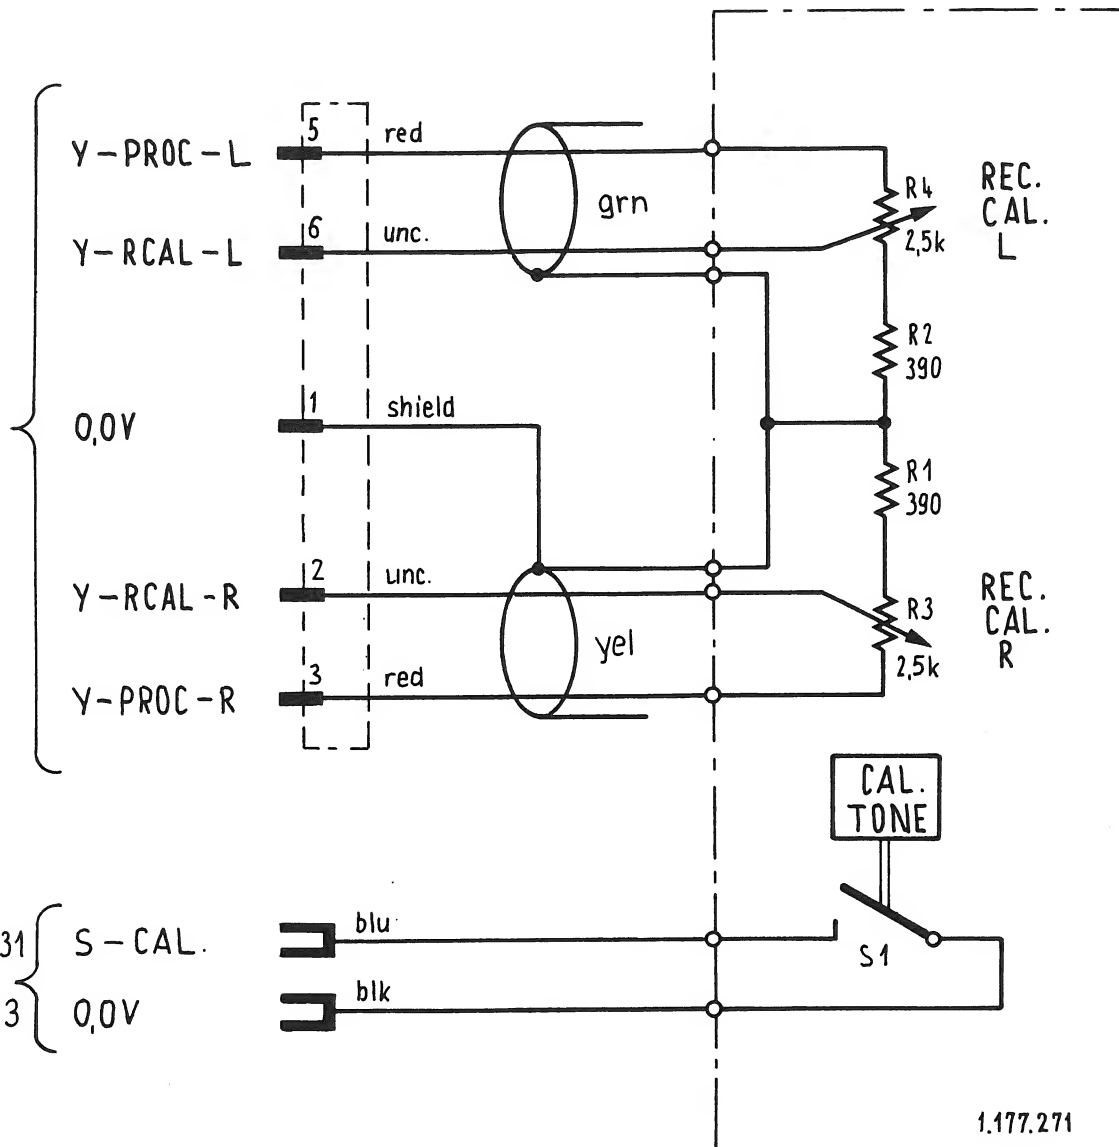 5
red
Y-PROC-L
R4
REC.
CAL.
L
grn
2,5k
6
unc.
Y-RCAL-L
R2
390
1
shield
0,0V
R1
390
2
unc.
Y-RCAL-R
R3
REC.
CAL.
R
yel
2,5k
3
red
Y-PROC-R
CAL.
TONE
31
S-CAL.
blu
S1
3
0,0V
blk
1.177.271